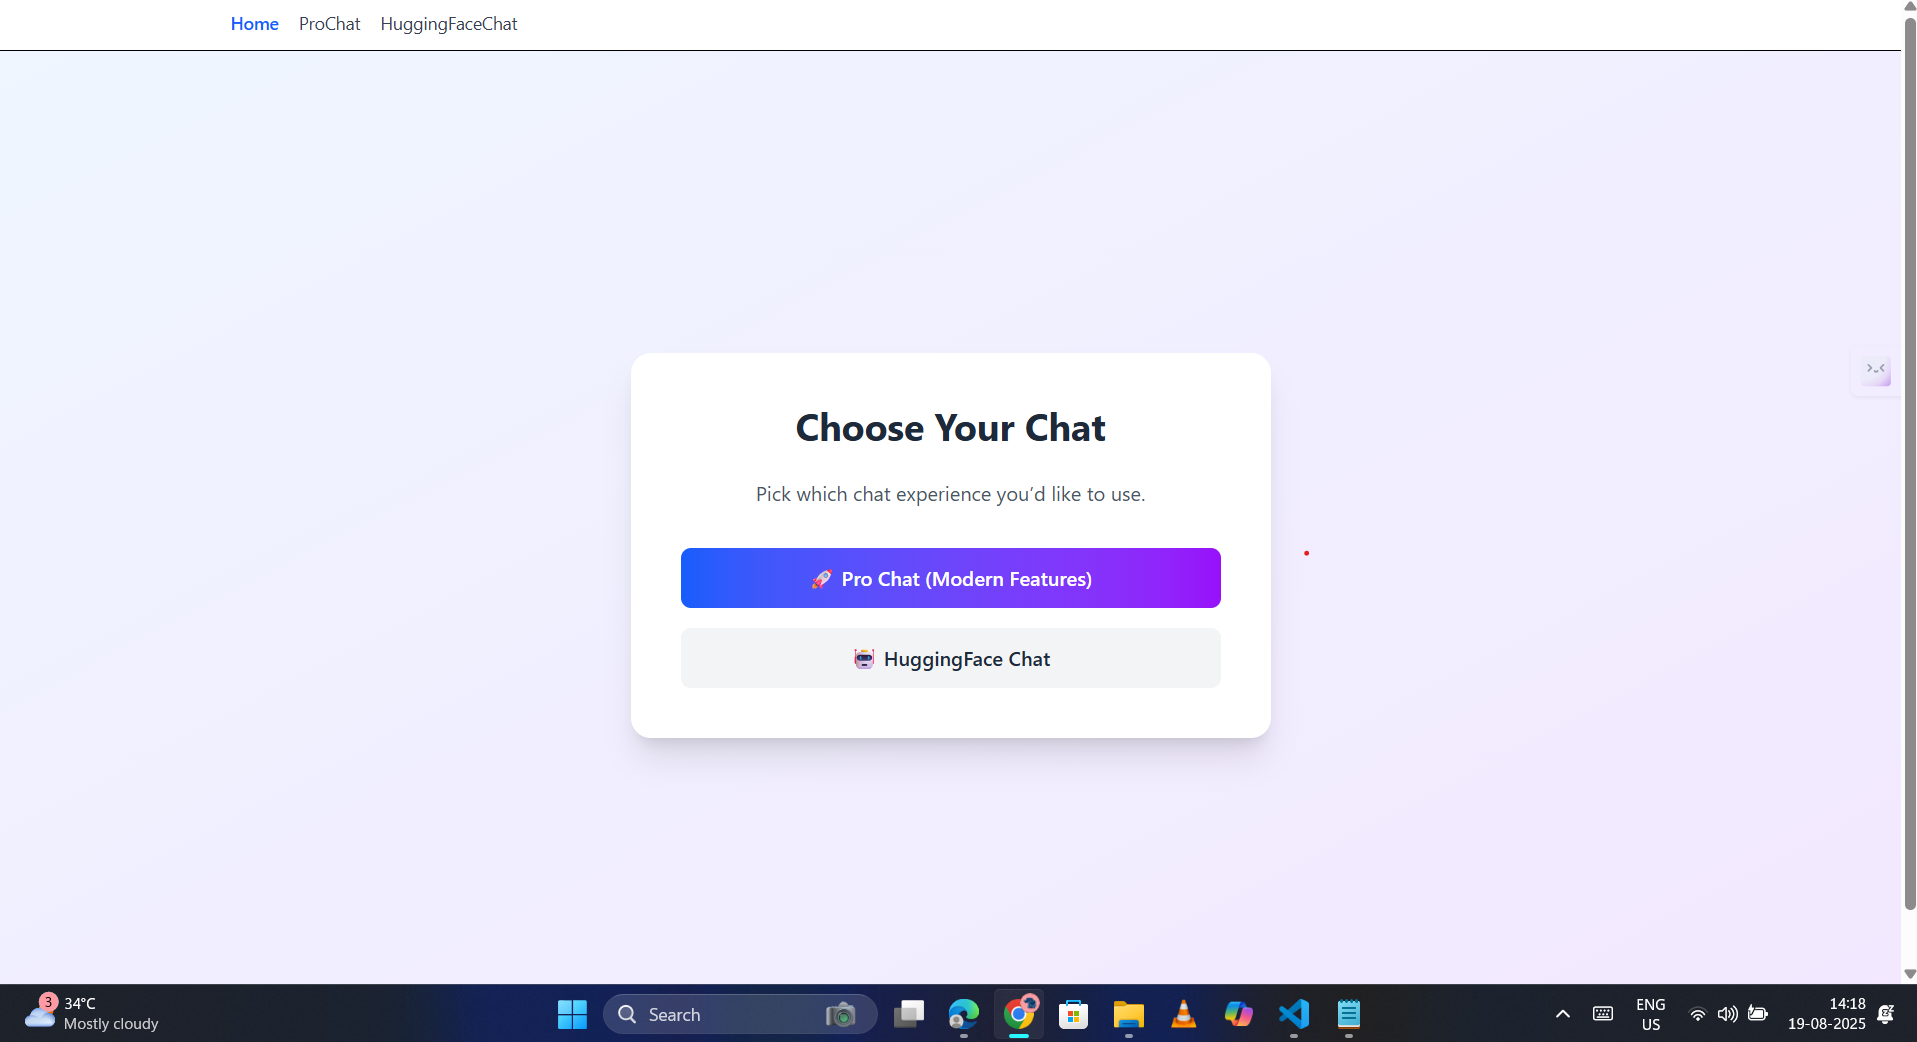 Home ProChat HuggingFaceChat
Choose Your Chat
Pick which chat experience you’d like to use.
🚀 Pro Chat (Modern Features)
🤖 HuggingFace Chat
3
34°C
Mostly cloudy
Search
ENG
US
14:18
19-08-2025